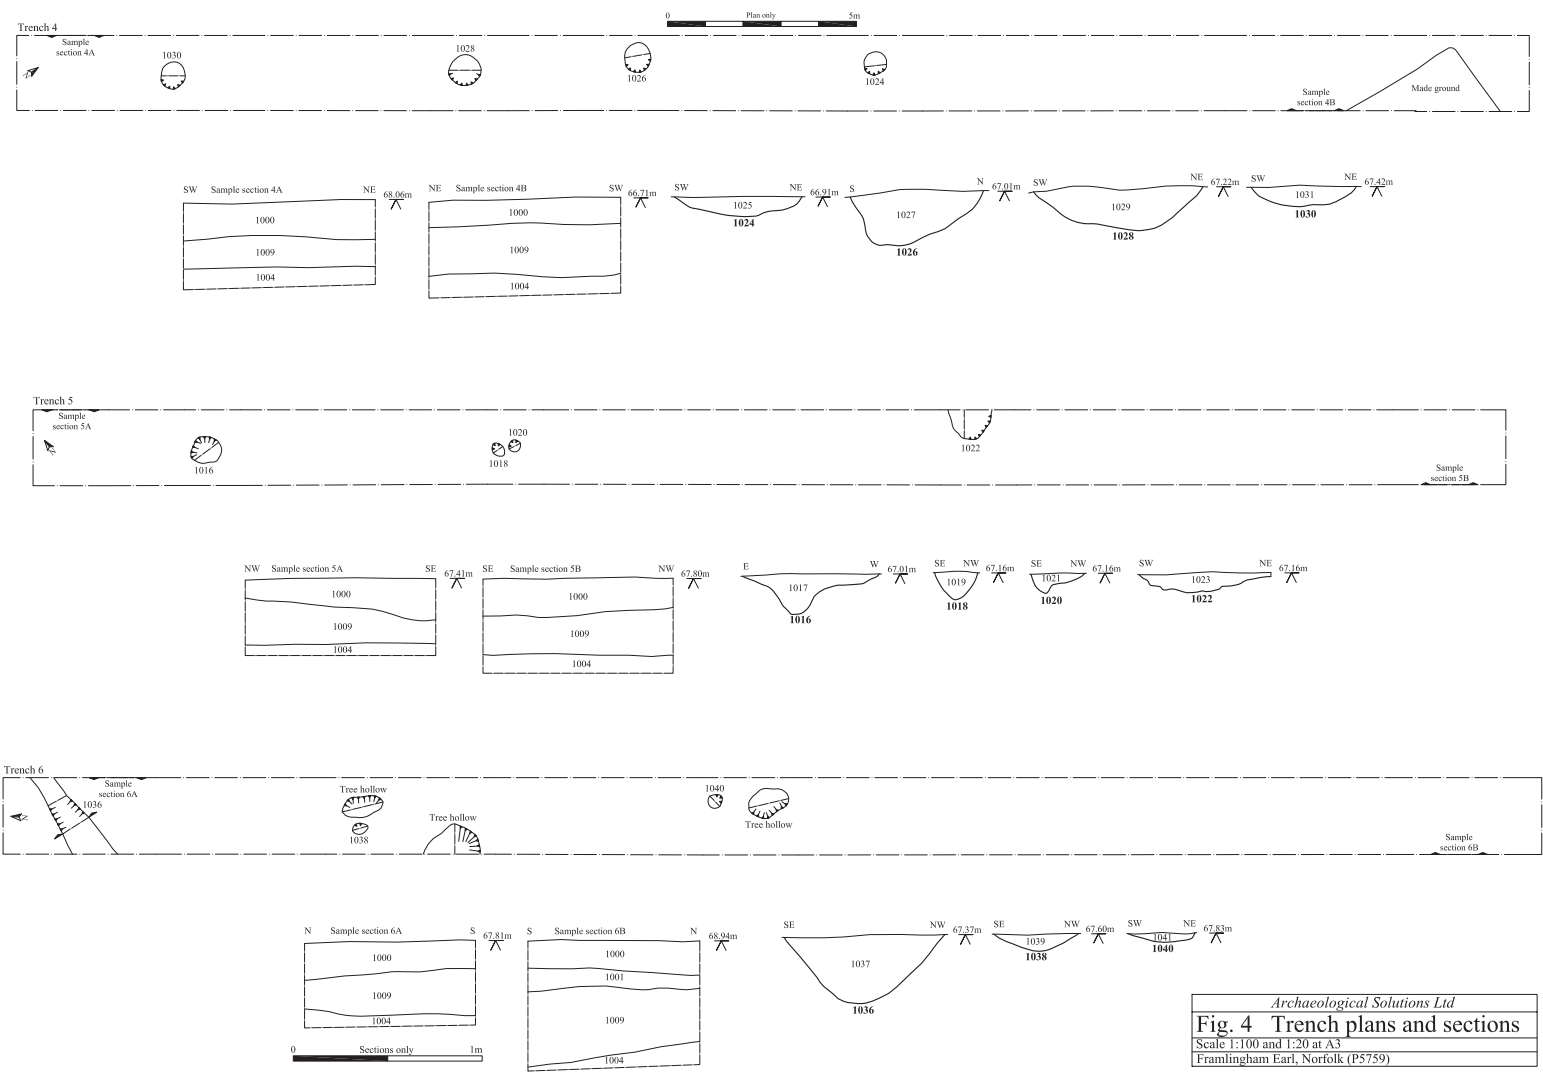 0 Plan only 5m
Trench 4
Sample
section 4A
1030
1028
1026
1024
Sample
section 4B
Made ground
SW Sample section 4A NE 68.06m
1000
1009
1004
NE Sample section 4B SW 66.71m
1000
1009
1004
SW NE 66.91m
1025
1024
S N 67.01m
1027
1026
SW NE 67.22m
1029
1028
SW NE 67.42m
1031
1030
Trench 5
Sample
section 5A
1016
1018
1020
1022
Sample
section 5B
NW Sample section 5A SE 67.41m
1000
1009
1004
SE Sample section 5B NW 67.80m
1000
1009
1004
E W 67.01m
1017
1016
SE NW 67.16m
1019
1018
SE NW 67.16m
1021
1020
SW NE 67.16m
1023
1022
Trench 6
Sample
section 6A
1036
Tree hollow
1038
Tree hollow
1040
Tree hollow
Sample
section 6B
N Sample section 6A S 67.81m
1000
1009
1004
S Sample section 6B N 68.94m
1000
1001
1009
1004
SE NW 67.37m
1037
1036
SE NW 67.60m
1039
1038
SW NE 67.83m
1041
1040
0 Sections only 1m
Archaeological Solutions Ltd
Fig. 4 Trench plans and sections
Scale 1:100 and 1:20 at A3
Framlingham Earl, Norfolk (P5759)